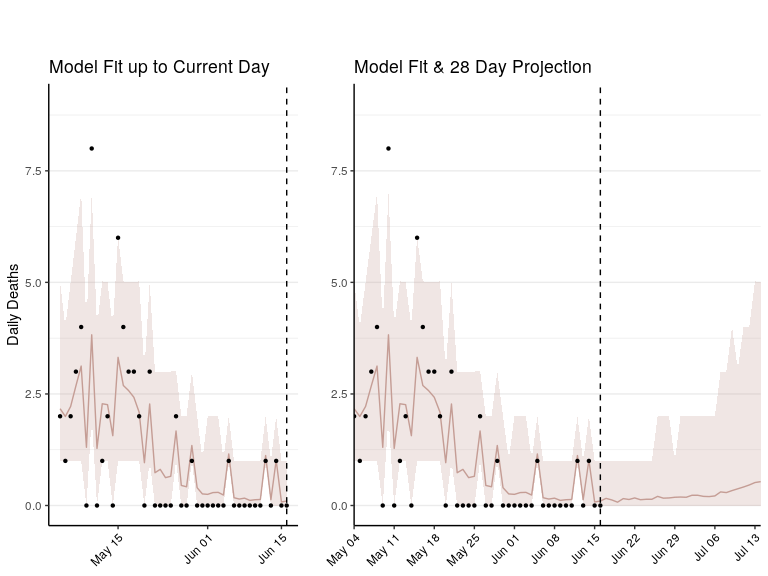 Model Fit up to Current Day
Model Fit & 28 Day Projection
Daily Deaths
7.5
5.0
2.5
0.0
May 15
Jun 01
Jun 15
7.5
5.0
2.5
0.0
May 04
May 11
May 18
May 25
Jun 01
Jun 08
Jun 15
Jun 22
Jun 29
Jul 06
Jul 13